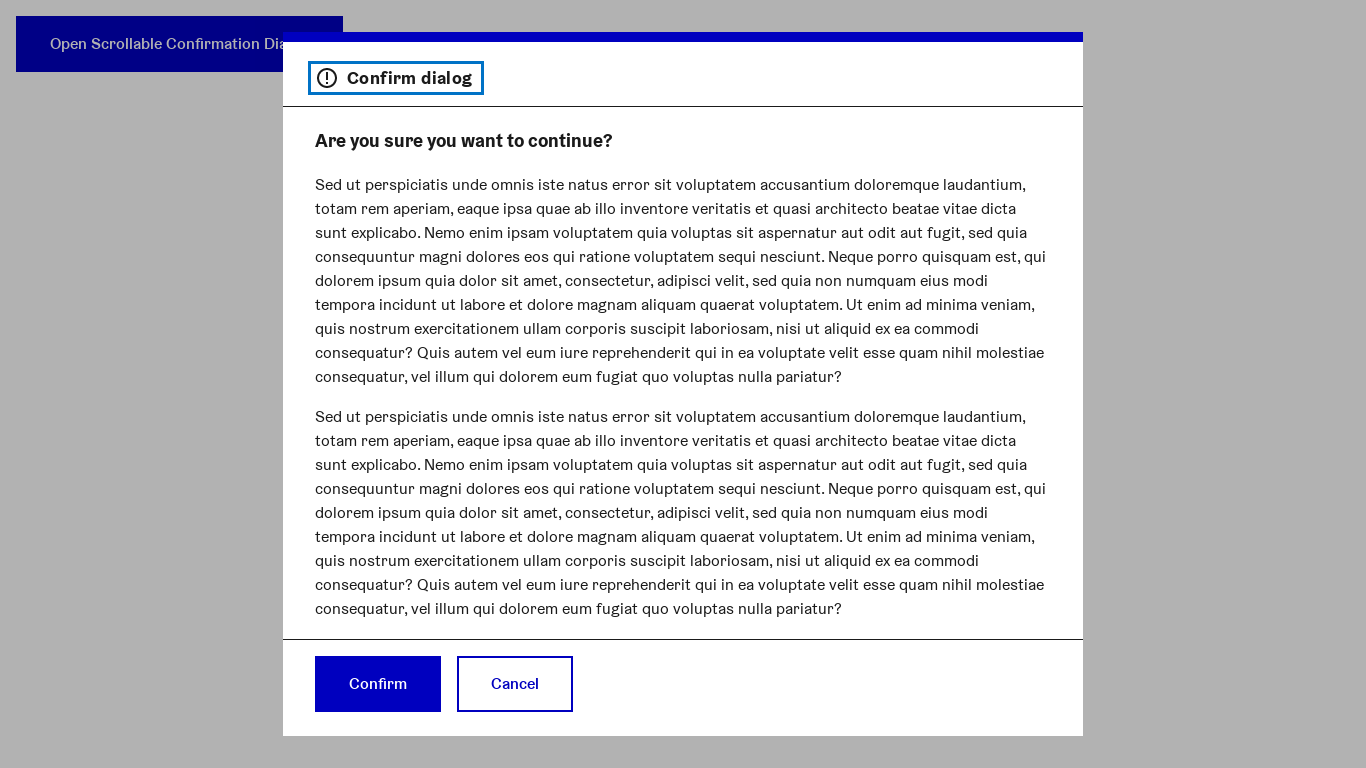 Open Scrollable Confirmation
Confirm dialog
Are you sure you want to continue?
Sed ut perspiciatis unde omnis iste natus error sit voluptatem accusantium doloremque laudantium,
totam rem aperiam, eaque ipsa quae ab illo inventore veritatis et quasi architecto beatae vitae dicta
sunt explicabo. Nemo enim ipsam voluptatem quia voluptas sit aspernatur aut odit aut fugit, sed quia
consequuntur magni dolores eos qui ratione voluptatem sequi nesciunt. Neque porro quisquam est, qui
dolorem ipsum quia dolor sit amet, consectetur, adipisci velit, sed quia non numquam eius modi
tempora incidunt ut labore et dolore magnam aliquam quaerat voluptatem. Ut enim ad minima veniam,
quis nostrum exercitationem ullam corporis suscipit laboriosam, nisi ut aliquid ex ea commodi
consequatur? Quis autem vel eum iure reprehenderit qui in ea voluptate velit esse quam nihil molestiae
consequatur, vel illum qui dolorem eum fugiat quo voluptas nulla pariatur?
Sed ut perspiciatis unde omnis iste natus error sit voluptatem accusantium doloremque laudantium,
totam rem aperiam, eaque ipsa quae ab illo inventore veritatis et quasi architecto beatae vitae dicta
sunt explicabo. Nemo enim ipsam voluptatem quia voluptas sit aspernatur aut odit aut fugit, sed quia
consequuntur magni dolores eos qui ratione voluptatem sequi nesciunt. Neque porro quisquam est, qui
dolorem ipsum quia dolor sit amet, consectetur, adipisci velit, sed quia non numquam eius modi
tempora incidunt ut labore et dolore magnam aliquam quaerat voluptatem. Ut enim ad minima veniam,
quis nostrum exercitationem ullam corporis suscipit laboriosam, nisi ut aliquid ex ea commodi
consequatur? Quis autem vel eum iure reprehenderit qui in ea voluptate velit esse quam nihil molestiae
consequatur, vel illum qui dolorem eum fugiat quo voluptas nulla pariatur?
Confirm
Cancel